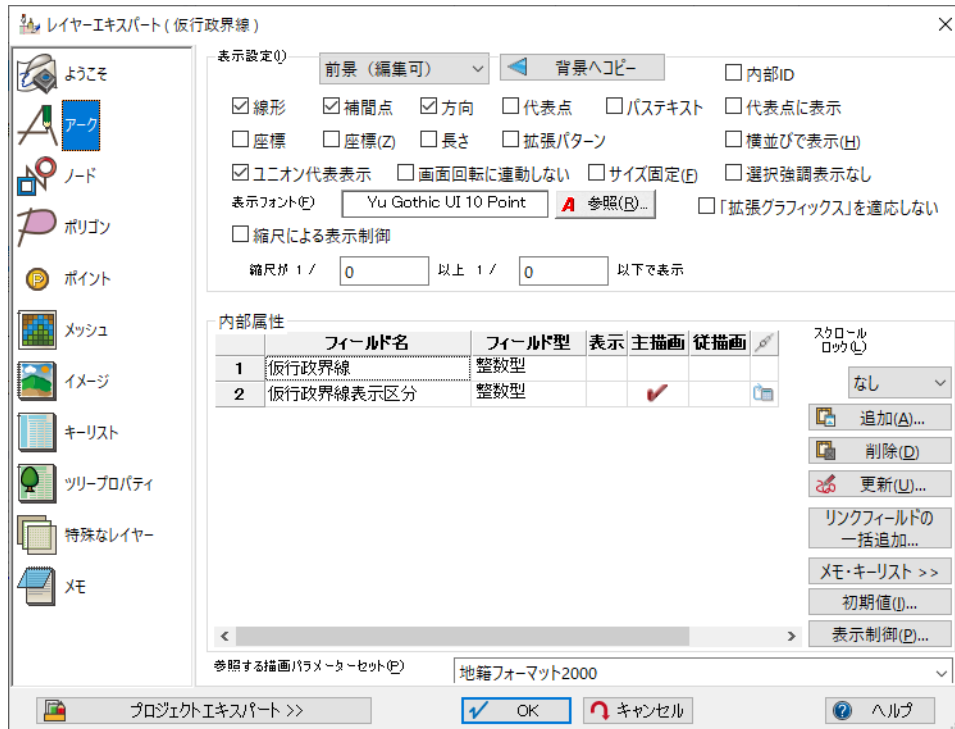 レイヤーエキスパート ( 仮行政界線)
ようこそ
アーク
ノード
ポリゴン
ポイント
メッシュ
イメージ
キーリスト
ツリープロパティ
特殊なレイヤー
メモ
表示設定(I)
前景（編集可）
背景へコピー
内部ID
線形 補間点 方向 代表点 パステキスト 代表点に表示
座標 座標(Z) 長さ 拡張パターン 横並びで表示(H)
ユニオン代表表示 画面回転に連動しない サイズ固定(F) 選択強調表示なし
表示フォント(F) Yu Gothic UI 10 Point 参照(R)... 「拡張グラフィックス」を適応しない
縮尺による表示制御
縮尺が 1 / 0 以上 1 / 0 以下で表示
内部属性
フィールド名 フィールド型 表示 主描画 従描画
1 仮行政界線 整数型
2 仮行政界線表示区分 整数型
スクロール
ロック(L)
なし
追加(A)...
削除(D)
更新(U)...
リンクフィールドの
一括追加...
メモ・キーリスト >>
初期値(I)...
表示制御(P)...
参照する描画パラメーターセット(P) 地籍フォーマット2000
プロジェクトエキスパート >> OK キャンセル ヘルプ